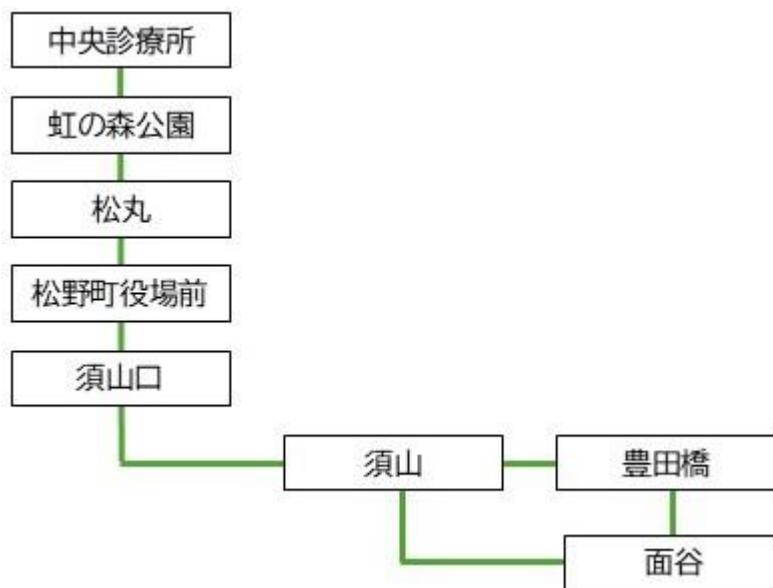 中央診療所
虹の森公園
松丸
松野町役場前
須山口
須山
豊田橋
面谷